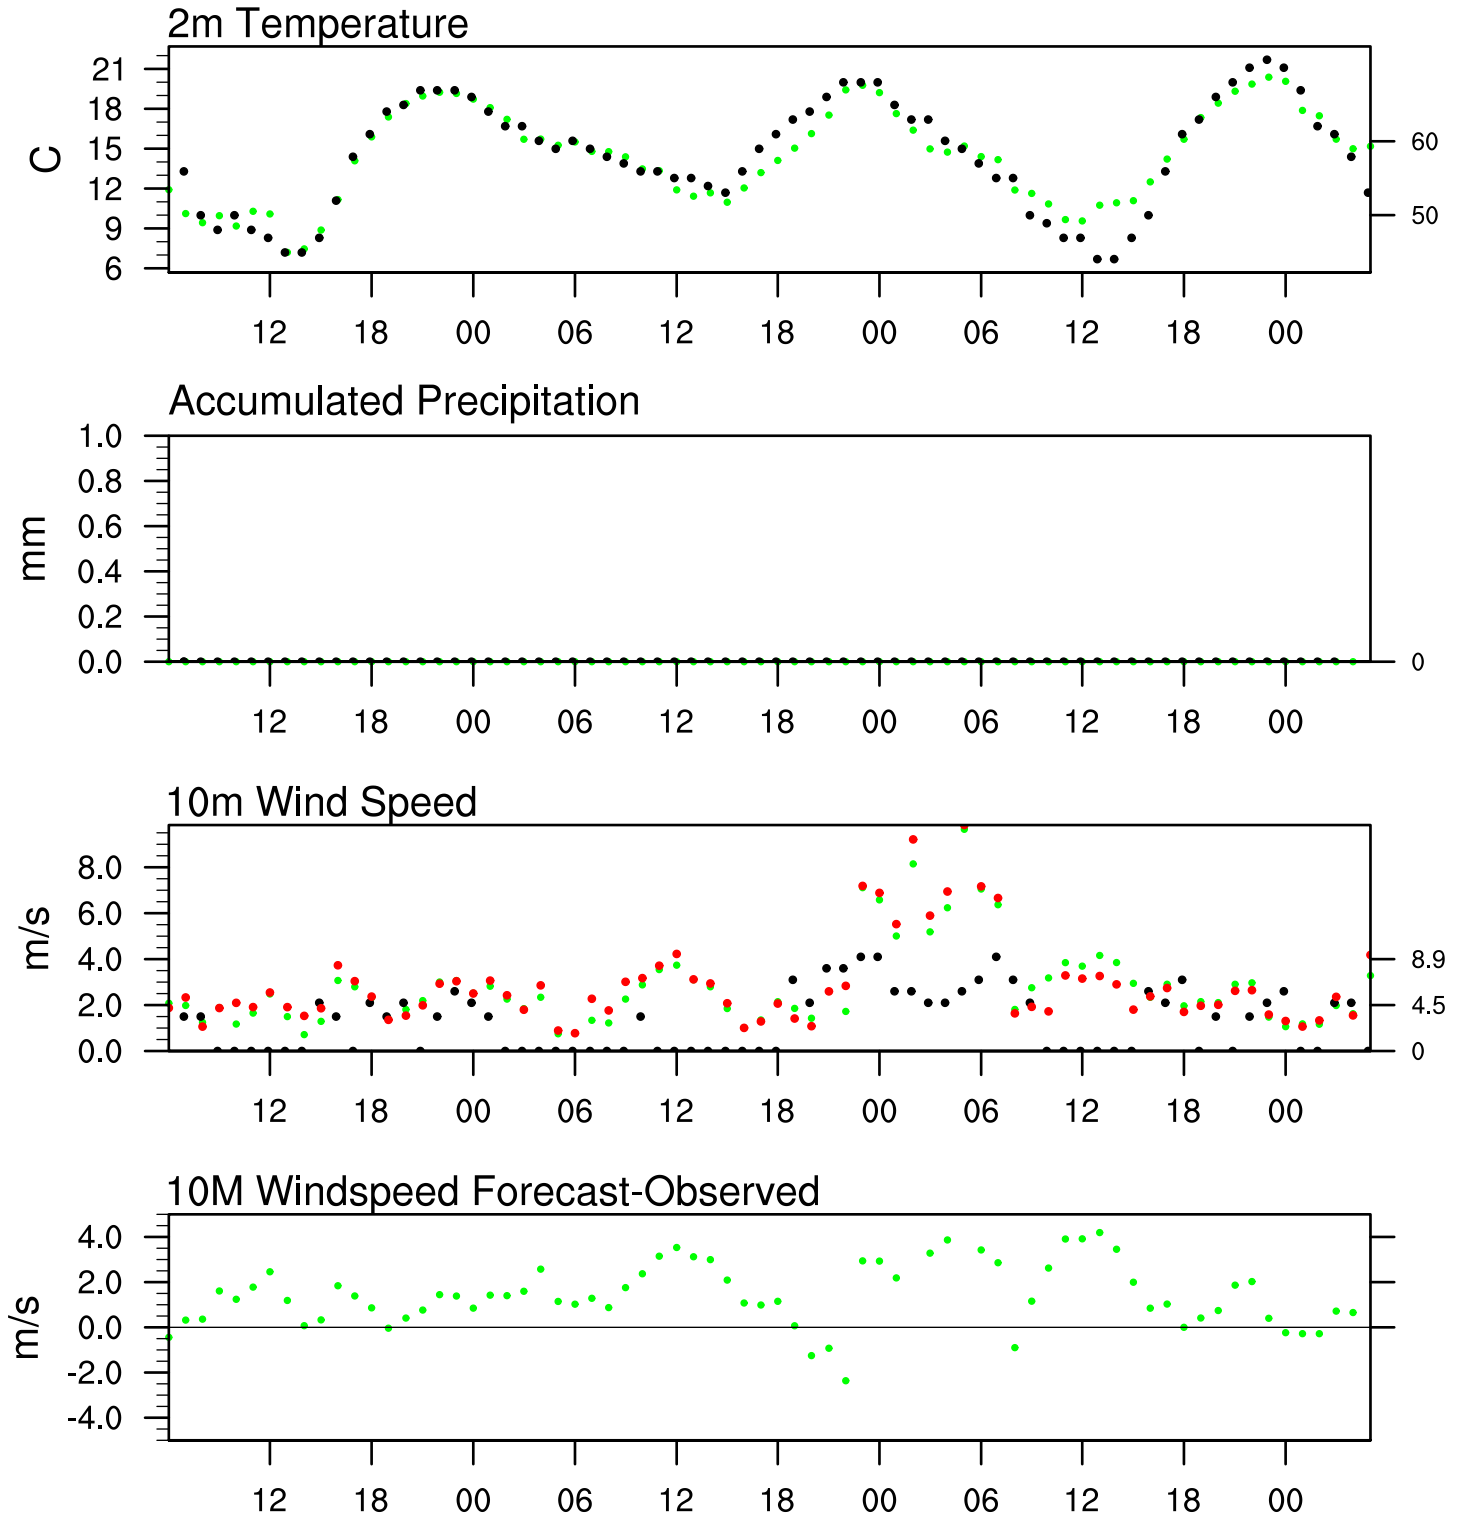 2m Temperature
21
18
15
12
9
6
C
60
50
12 18 00 06 12 18 00 06 12 18 00
Accumulated Precipitation
1.0
0.8
0.6
0.4
0.2
0.0
mm
0
12 18 00 06 12 18 00 06 12 18 00
10m Wind Speed
8.0
6.0
4.0
2.0
0.0
m/s
8.9
4.5
0
12 18 00 06 12 18 00 06 12 18 00
10M Windspeed Forecast-Observed
4.0
2.0
0.0
-2.0
-4.0
m/s
12 18 00 06 12 18 00 06 12 18 00